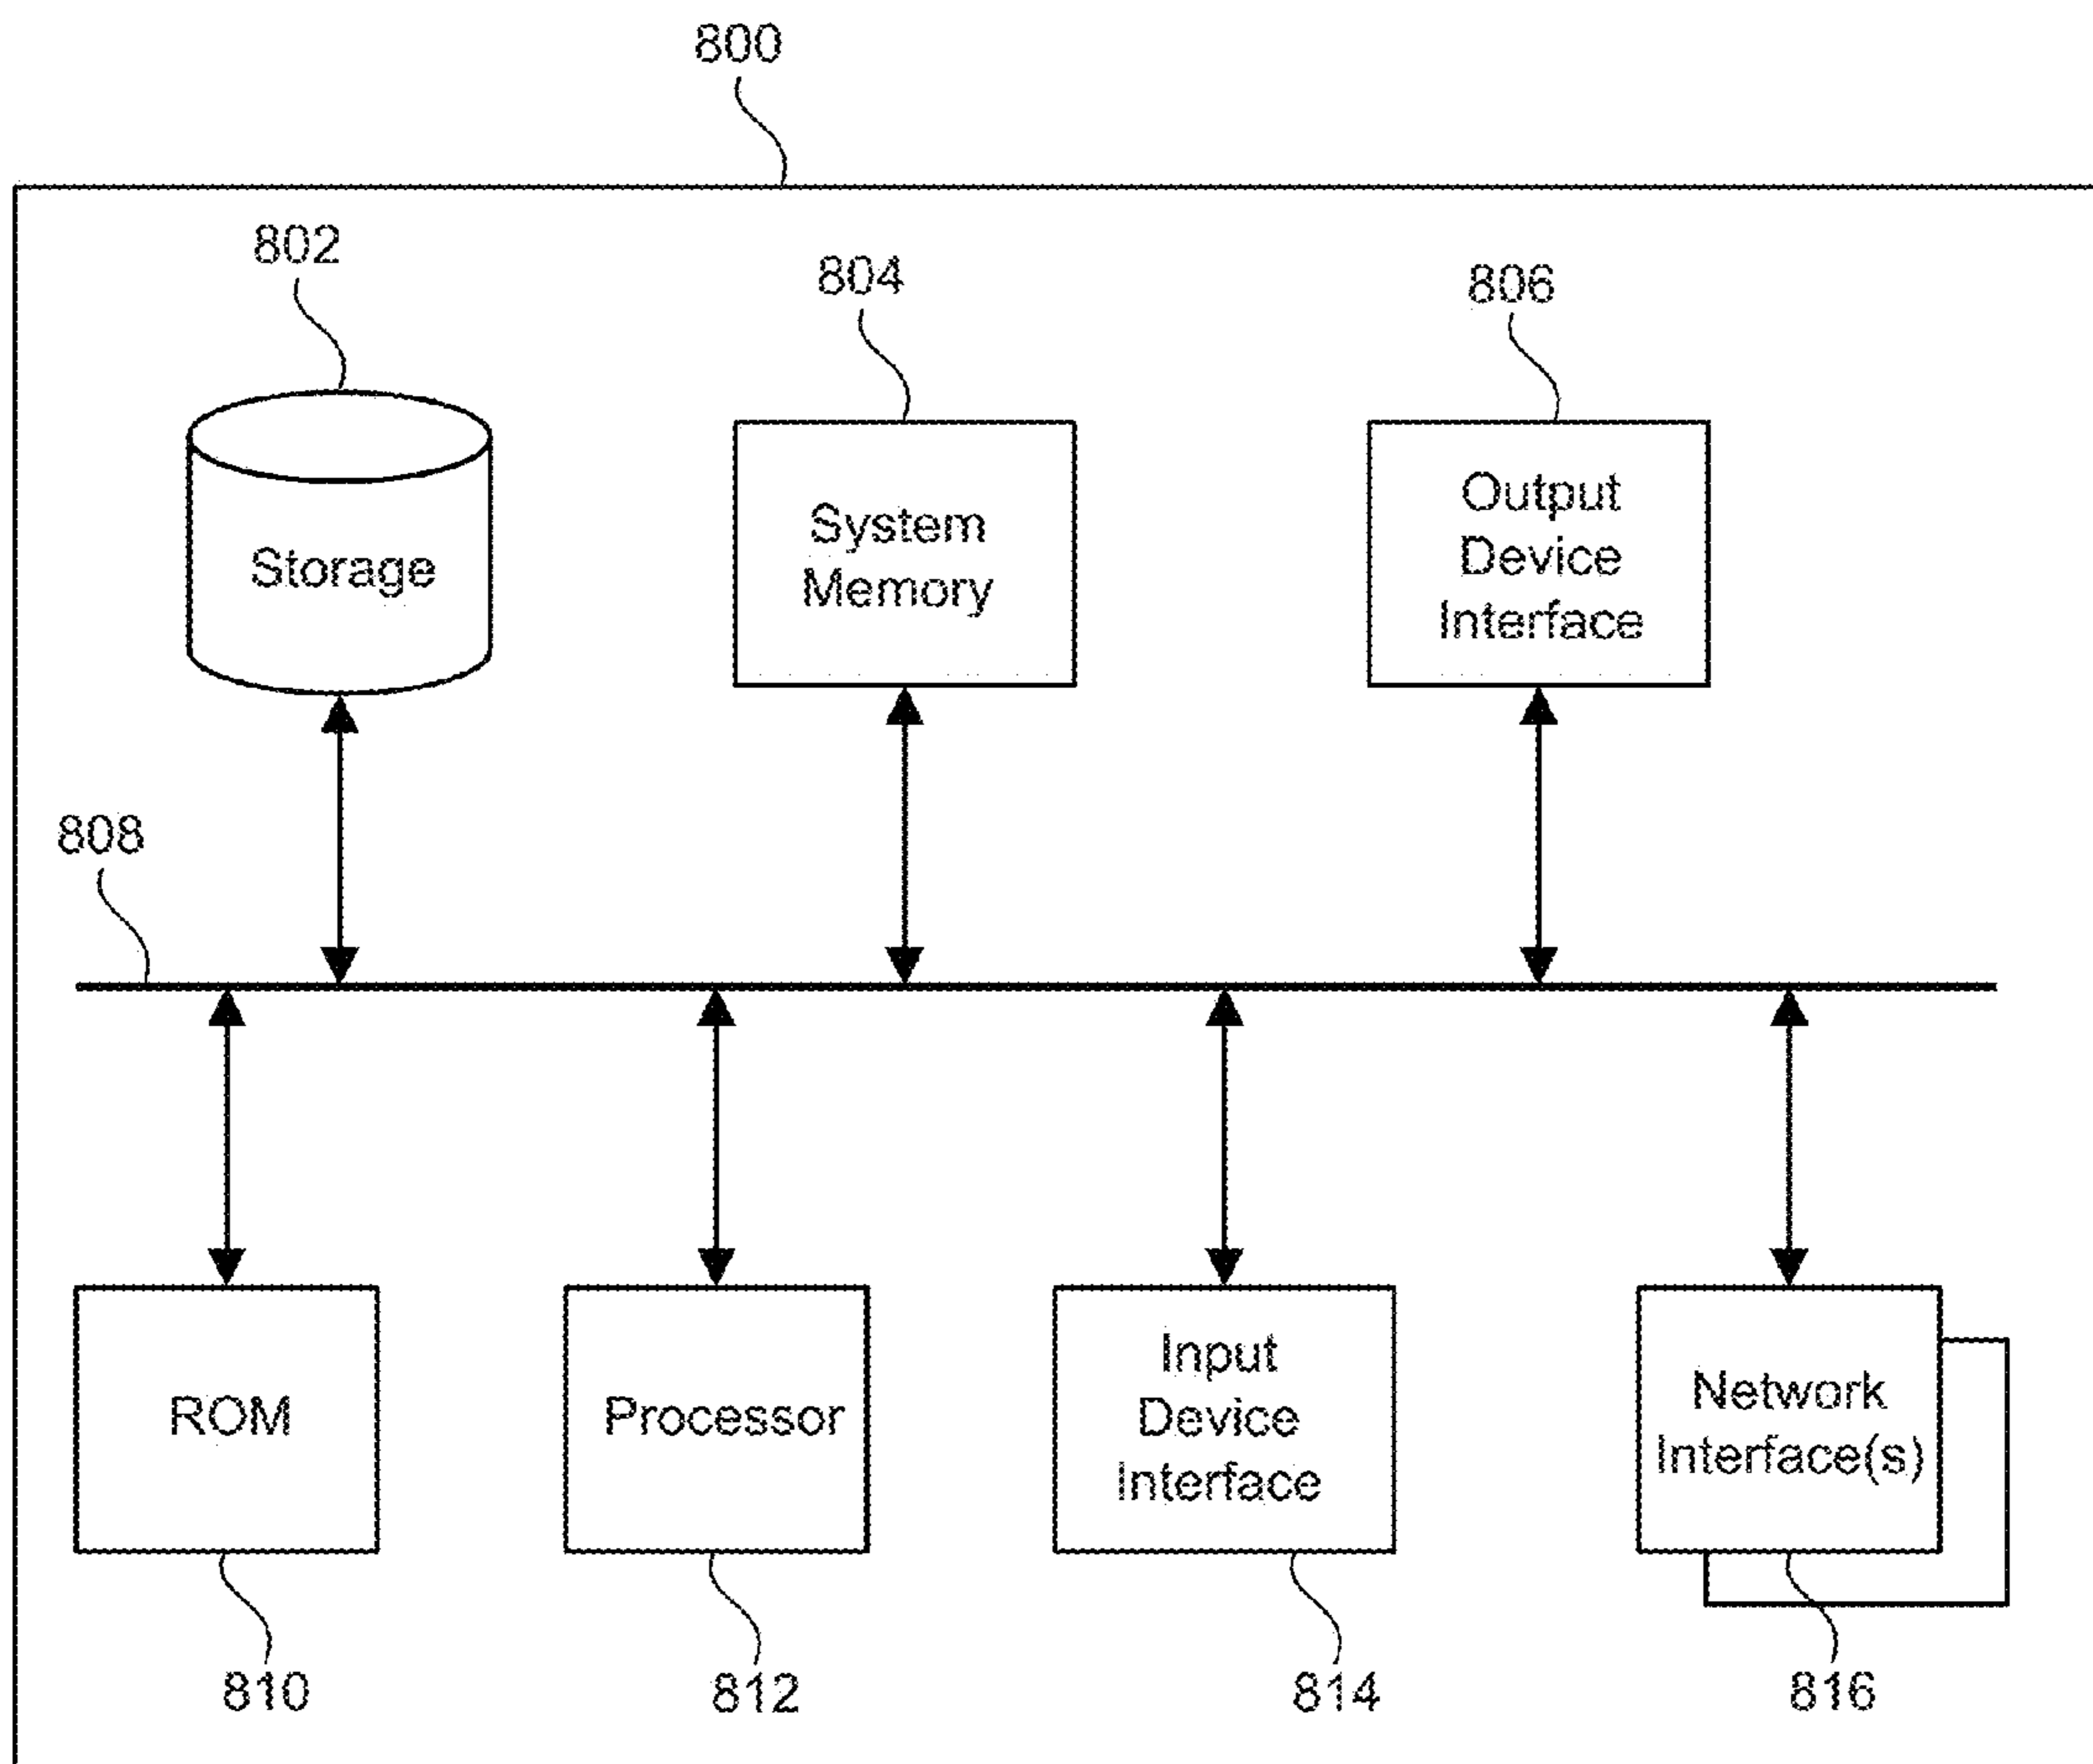 800
802
804
806
Storage
System
Memory
Output
Device
Interface
808
ROM
Processor
Input
Device
Interface
Network
Interface(s)
810
812
814
816